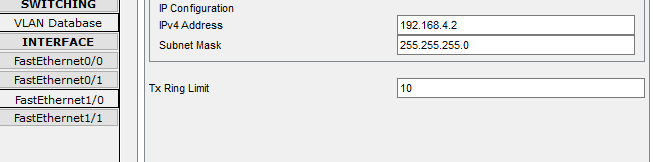 SWITCHING
VLAN Database
INTERFACE
FastEthernet0/0
FastEthernet0/1
FastEthernet1/0
FastEthernet1/1
IP Configuration
IPv4 Address 192.168.4.2
Subnet Mask 255.255.255.0
Tx Ring Limit 10